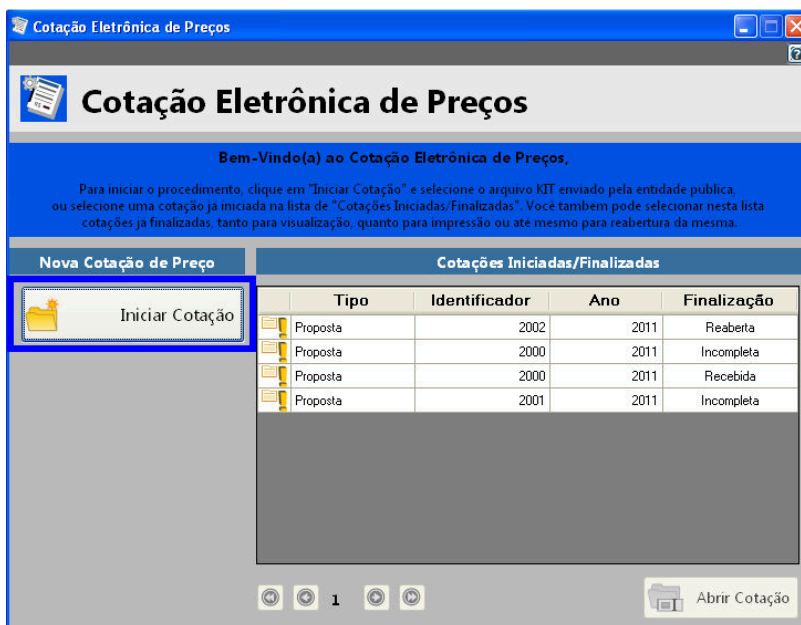 Cotação Eletrônica de Preços
Cotação Eletrônica de Preços
Bem-Vindo(a) ao Cotação Eletrônica de Preços,
Para iniciar o procedimento, clique em "Iniciar Cotação" e selecione o arquivo KIT enviado pela entidade pública,
ou selecione uma cotação já iniciada na lista de "Cotações Iniciadas/Finalizadas". Você tambem pode selecionar nesta lista
cotações já finalizadas, tanto para visualização, quanto para impressão ou até mesmo para reabertura da mesma.
Nova Cotação de Preço
Cotações Iniciadas/Finalizadas
Iniciar Cotação
Tipo Identificador Ano Finalização
Proposta 2002 2011 Reaberta
Proposta 2000 2011 Incompleta
Proposta 2000 2011 Recebida
Proposta 2001 2011 Incompleta
1
Abrir Cotação